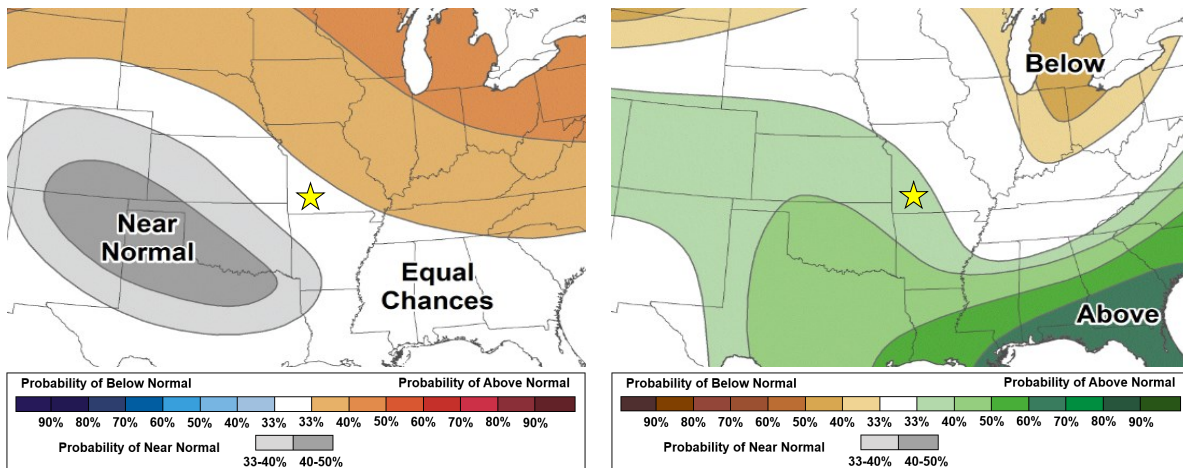 Near
Normal
Equal
Chances
Probability of Below Normal
Probability of Above Normal
90% 80% 70% 60% 50% 40% 33% 33% 40% 50% 60% 70% 80% 90%
Probability of Near Normal
33-40% 40-50%
Below
Above
Probability of Below Normal
Probability of Above Normal
90% 80% 70% 60% 50% 40% 33% 33% 40% 50% 60% 70% 80% 90%
Probability of Near Normal
33-40% 40-50%